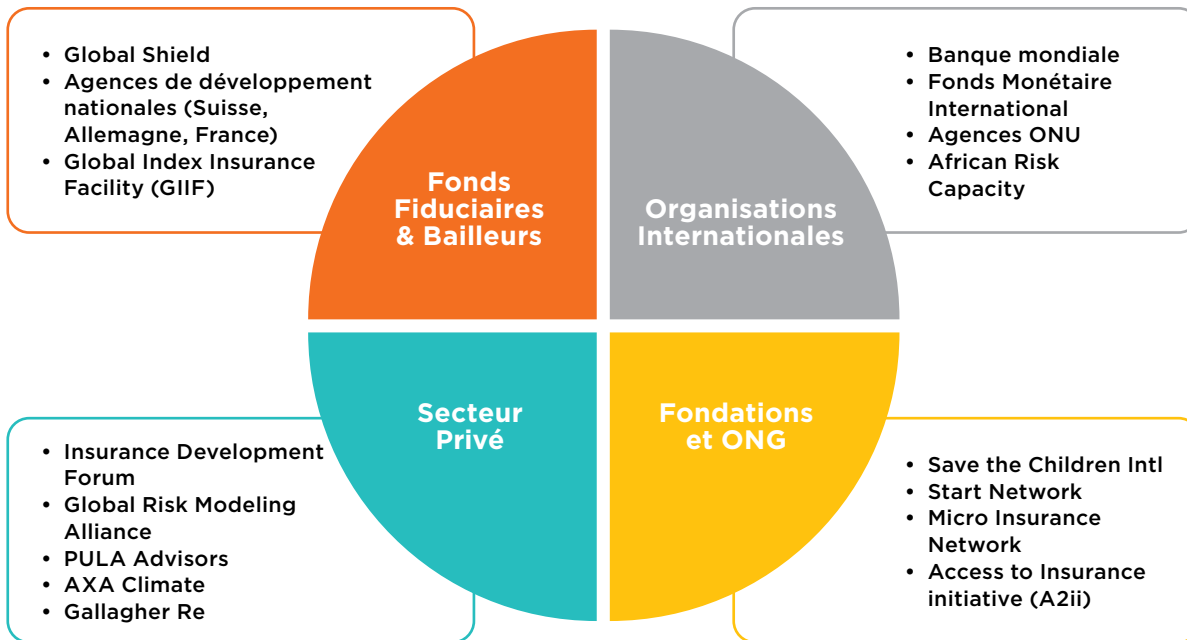 • Global Shield
• Agences de développement
nationales (Suisse,
Allemagne, France)
• Global Index Insurance
Facility (GIIF)
Fonds
Fiduciaires
& Bailleurs
• Banque mondiale
• Fonds Monétaire
International
• Agences ONU
• African Risk
Capacity
Organisations
Internationales
Secteur
Privé
• Insurance Development
Forum
• Global Risk Modeling
Alliance
• PULA Advisors
• AXA Climate
• Gallagher Re
Fondations
et ONG
• Save the Children Intl
• Start Network
• Micro Insurance
Network
• Access to Insurance
initiative (A2ii)